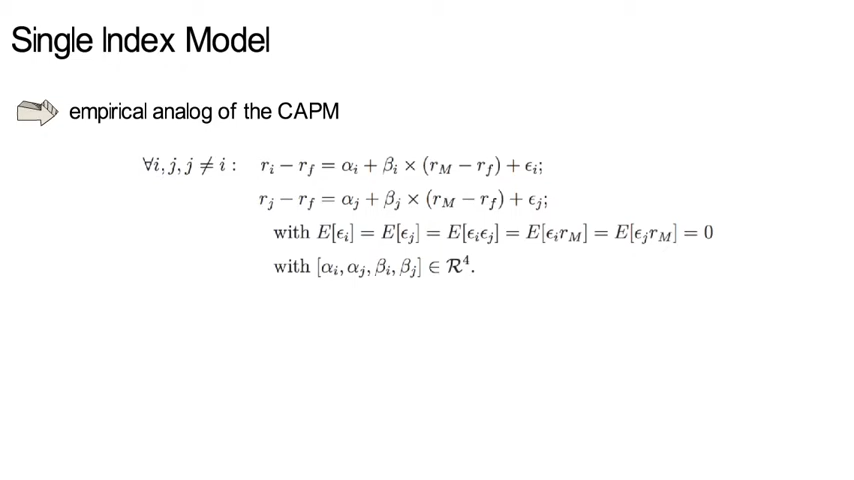 Single Index Model
empirical analog of the CAPM
∀i, j, j ≠ i : r_i − r_f = α_i + β_i × (r_M − r_f) + ϵ_i;
r_j − r_f = α_j + β_j × (r_M − r_f) + ϵ_j;
with E[ϵ_i] = E[ϵ_j] = E[ϵ_iϵ_j] = E[ϵ_ir_M] = E[ϵ_jr_M] = 0
with [α_i, α_j, β_i, β_j] ∈ ℛ^4.